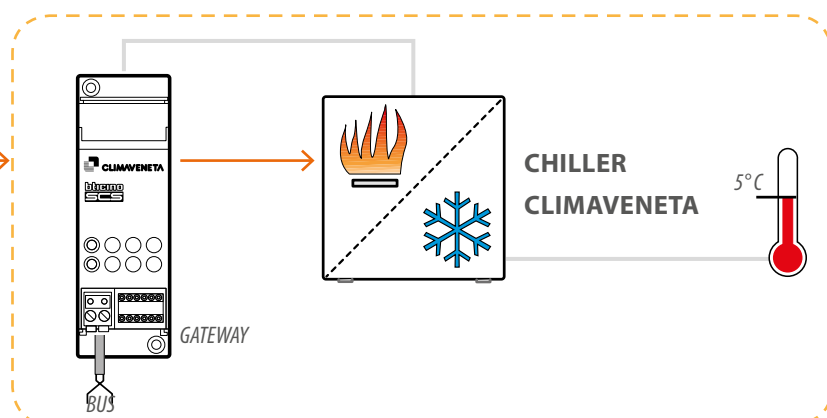 CLIMAVENETA
bticino
SCS
CHILLER
CLIMAVENETA
5°C
GATEWAY
BUS